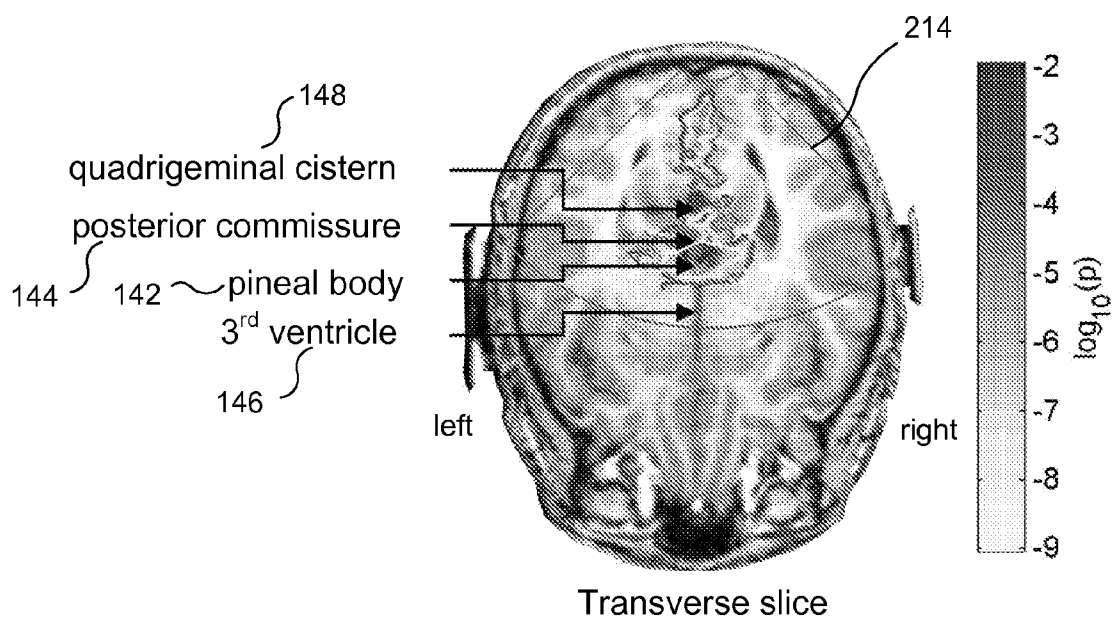 214
148
quadrigeminal cistern
posterior commissure
144
142
pineal body
3rd ventricle
146
left
right
-2
-3
-4
-5
-6
-7
-8
-9
log10(p)
Transverse slice